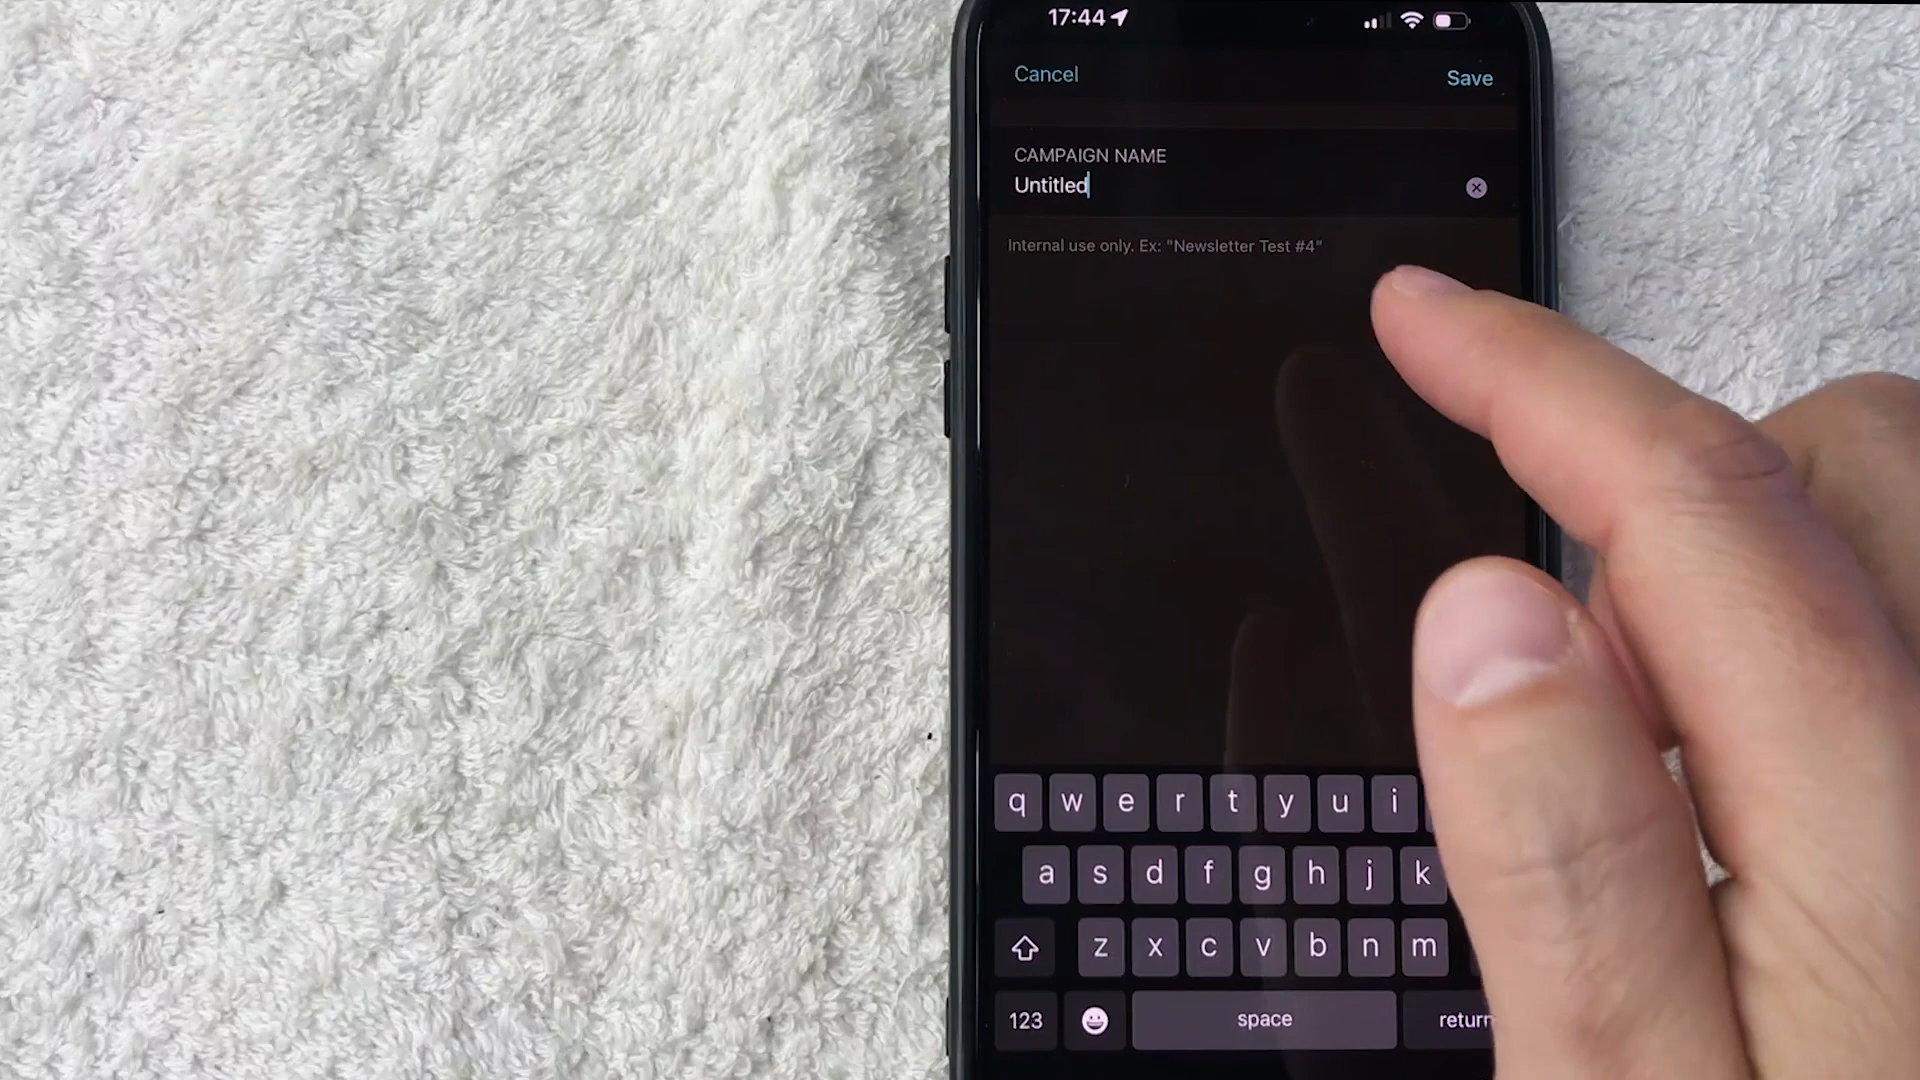 17:44
Cancel
Save
CAMPAIGN NAME
Untitled
Internal use only. Ex: "Newsletter Test #4"
q w e r t y u i
a s d f g h j k
z x c v b n m
123 space return